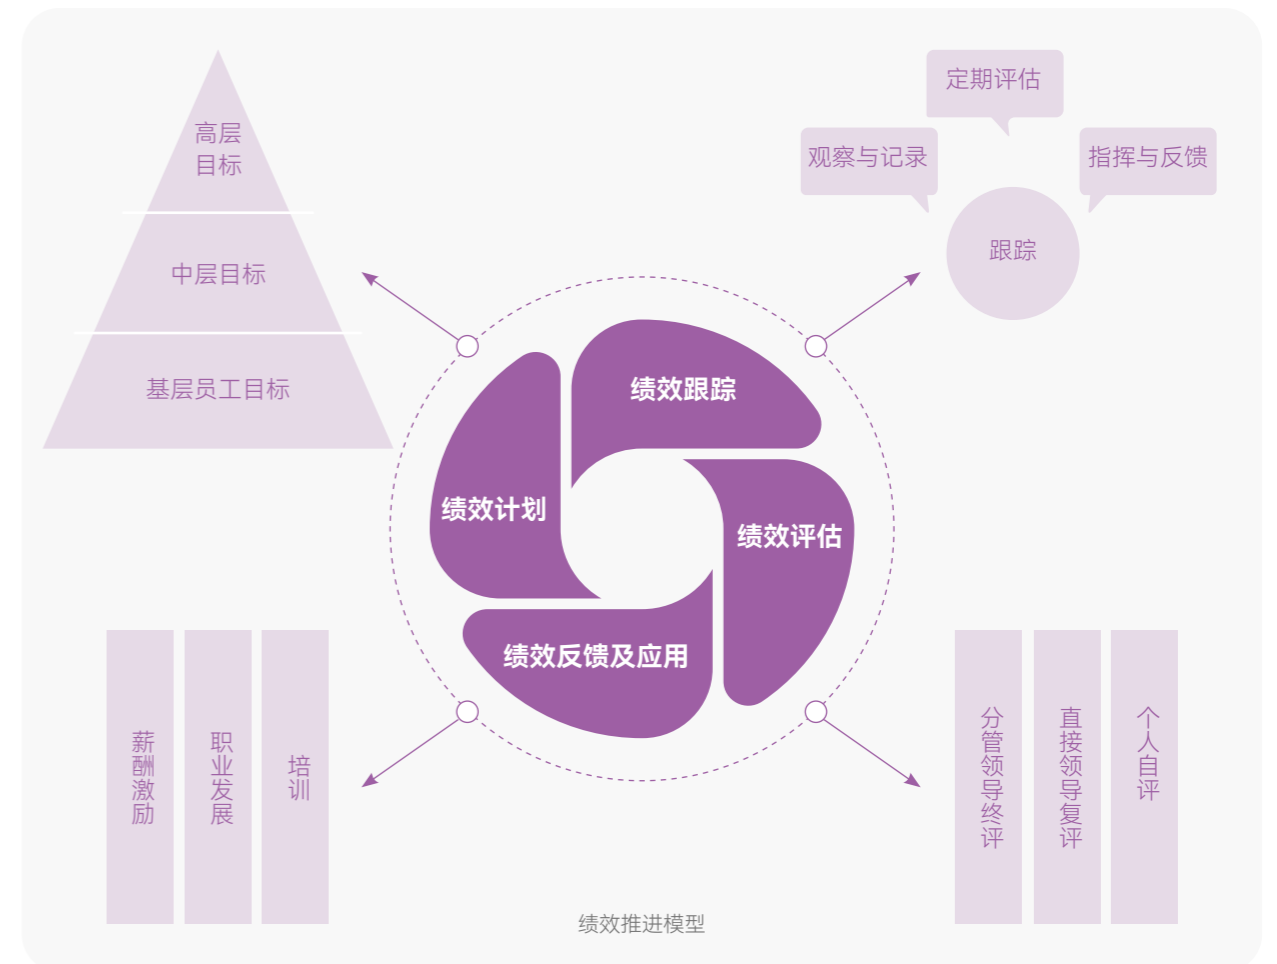 高层
目标
中层目标
基层员工目标
定期评估
观察与记录
指挥与反馈
跟踪
绩效跟踪
绩效计划
绩效评估
绩效反馈及应用
薪酬激励
职业发展
培训
分管领导终评
直接领导复评
个人自评
绩效推进模型